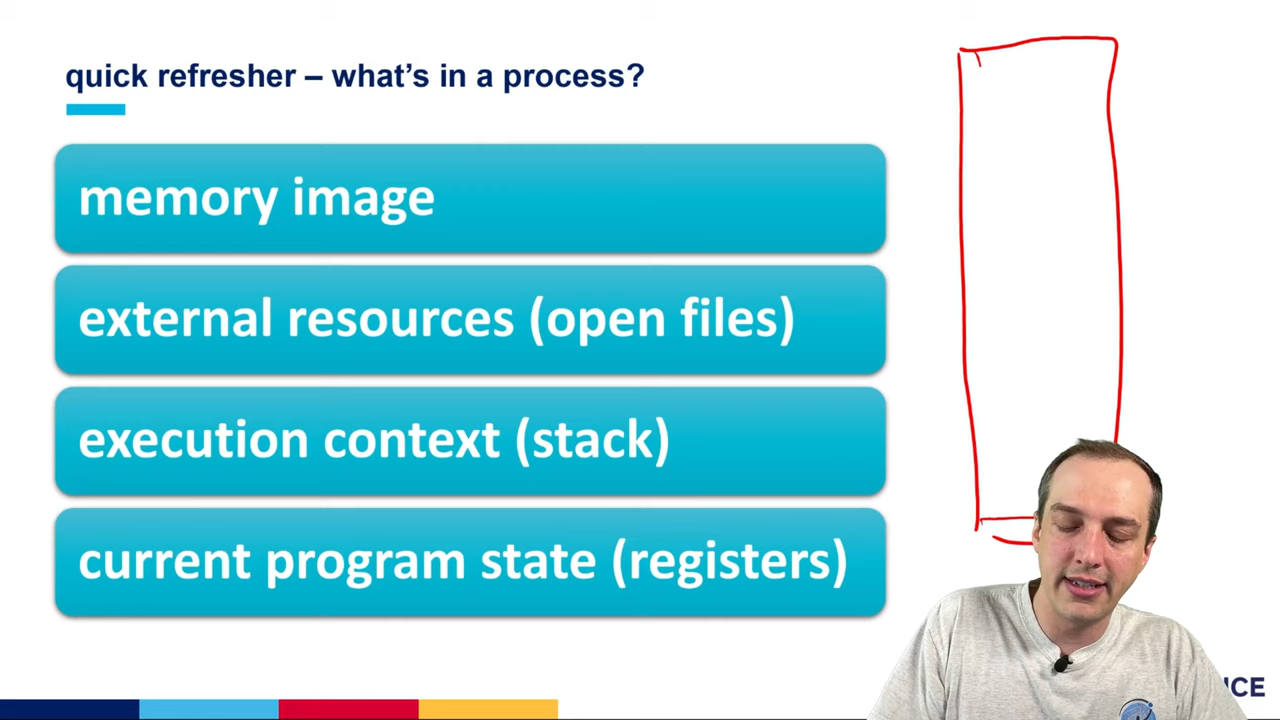 quick refresher – what's in a process?
memory image
external resources (open files)
execution context (stack)
current program state (registers)